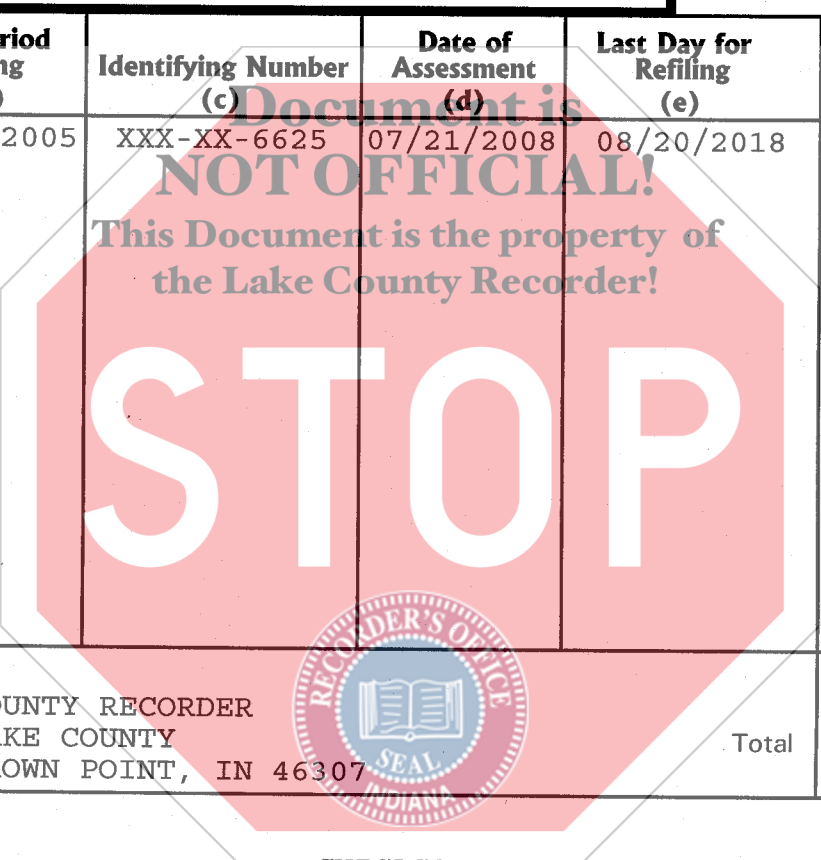 riod
ng
)
Identifying Number
(c)
Date of
Assessment
(d)
Last Day for
Refiling
(e)
2005 XXX-XX-6625 07/21/2008 08/20/2018
Document is
NOT OFFICIAL!
This Document is the property of
the Lake County Recorder!
STOP
RECORDER'S OFFICE
SEAL
INDIANA
OUNTY RECORDER
AKE COUNTY
OWN POINT, IN 46307
Total